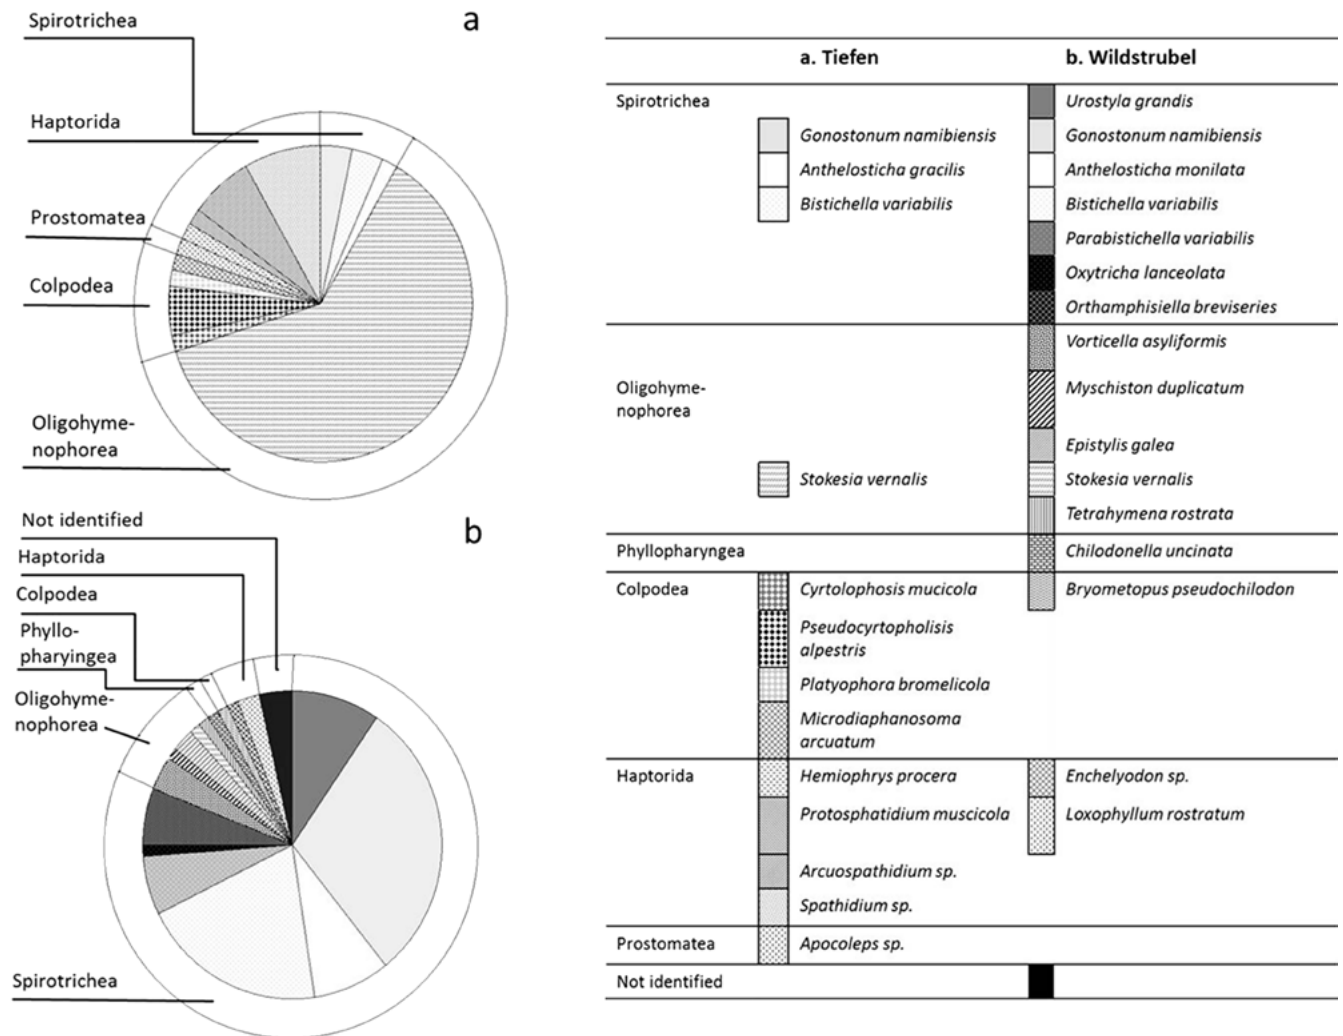 a
Spirotrichea
Haptorida
Prostomatea
Colpodea
Oligohyme-
nophorea
b
Not identified
Haptorida
Colpodea
Phyllo-
pharyingea
Oligohyme-
nophorea
Spirotrichea
a. Tiefen b. Wildstrubel
Spirotrichea Urostyla grandis
Gonostonum namibiensis Gonostonum namibiensis
Anthelosticha gracilis Anthelosticha monilata
Bistichella variabilis Bistichella variabilis
Parabistichella variabilis
Oxytricha lanceolata
Orthamphisiella breviseries
Vorticella asyliformis
Oligohyme-
nophorea
Myschiston duplicatum
Epistylis galea
Stokesia vernalis Stokesia vernalis
Tetrahymena rostrata
Phyllopharyngea Chilodonella uncinata
Colpodea Cyrtolophosis mucicola Bryometopus pseudochilodon
Pseudocyrtopholisis
alpestris
Platyophora bromelicola
Microdiaphanosoma
arcuatum
Haptorida Hemiophrys procera Enchelyodon sp.
Protosphatidium muscicola Loxophyllum rostratum
Arcuospathidium sp.
Spathidium sp.
Prostomatea Apocoleps sp.
Not identified